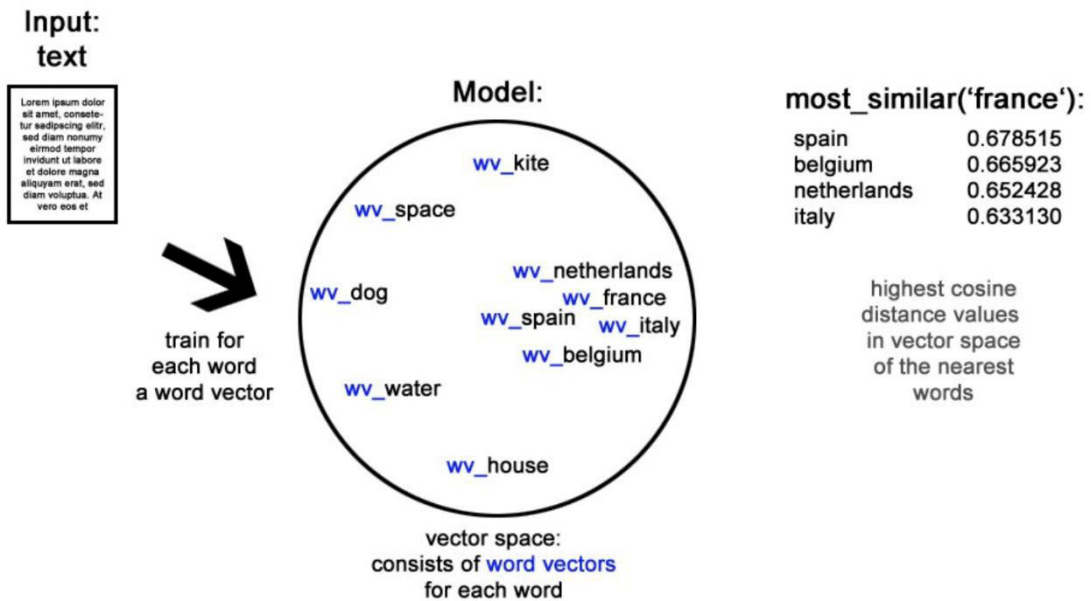 Input:
text
Lorem ipsum dolor
sit amet, consete-
tur sadipscing elitr,
sed diam nonumy
eirmod tempor
invidunt ut labore
et dolore magna
aliquyam erat, sed
diam voluptua. At
vero eos et
train for
each word
a word vector
Model:
wv_kite
wv_space
wv_netherlands
wv_dog
wv_france
wv_spain
wv_italy
wv_belgium
wv_water
wv_house
vector space:
consists of word vectors
for each word
most_similar(‘france‘):
spain 0.678515
belgium 0.665923
netherlands 0.652428
italy 0.633130
highest cosine
distance values
in vector space
of the nearest
words